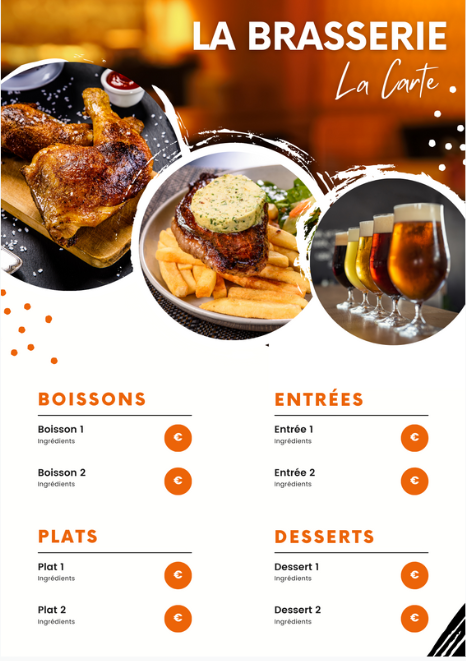 LA BRASSERIE
La Carte
BOISSONS
Boisson 1
Ingrédients
€
Boisson 2
Ingrédients
€
ENTRÉES
Entrée 1
Ingrédients
€
Entrée 2
Ingrédients
€
PLATS
Plat 1
Ingrédients
€
Plat 2
Ingrédients
€
DESSERTS
Dessert 1
Ingrédients
€
Dessert 2
Ingrédients
€